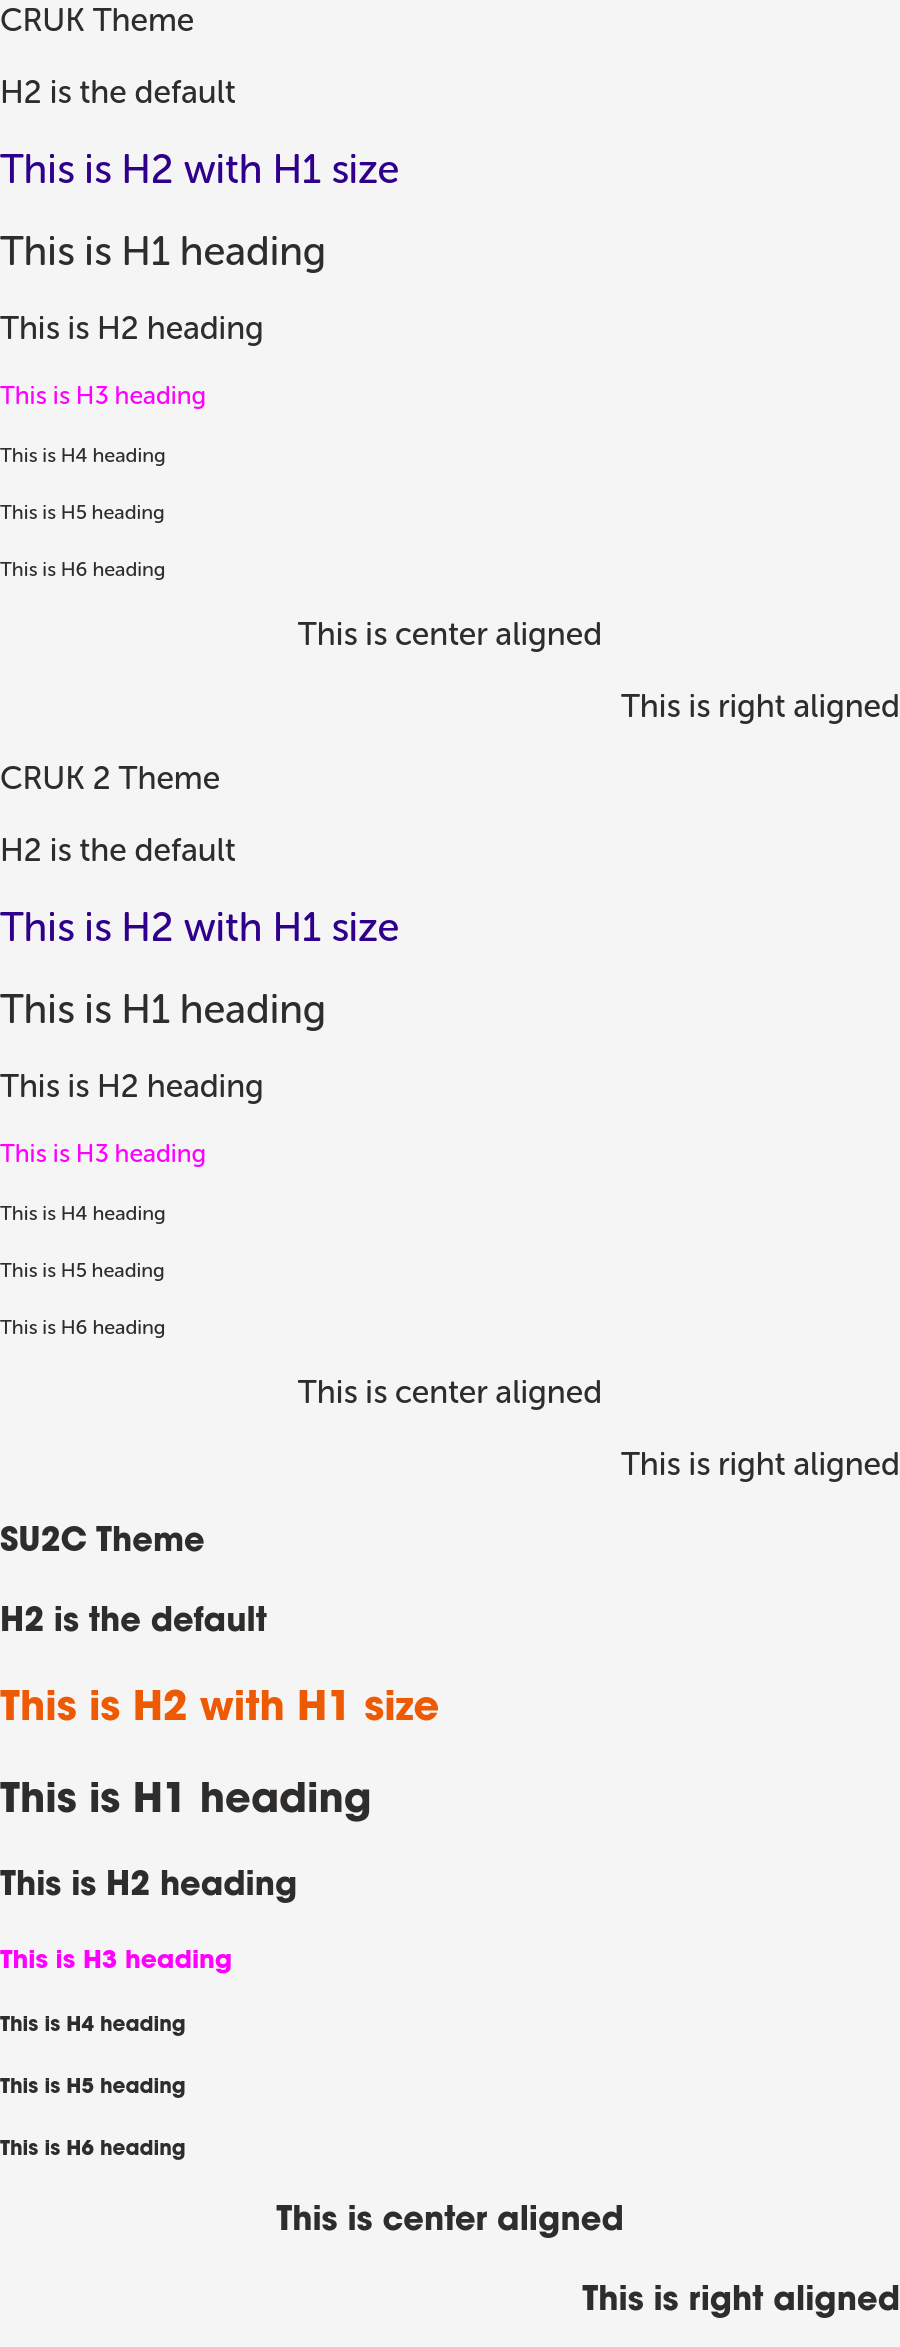 CRUK Theme
H2 is the default
This is H2 with H1 size
This is H1 heading
This is H2 heading
This is H3 heading
This is H4 heading
This is H5 heading
This is H6 heading
This is center aligned
This is right aligned
CRUK 2 Theme
H2 is the default
This is H2 with H1 size
This is H1 heading
This is H2 heading
This is H3 heading
This is H4 heading
This is H5 heading
This is H6 heading
This is center aligned
This is right aligned
SU2C Theme
H2 is the default
This is H2 with H1 size
This is H1 heading
This is H2 heading
This is H3 heading
This is H4 heading
This is H5 heading
This is H6 heading
This is center aligned
This is right aligned